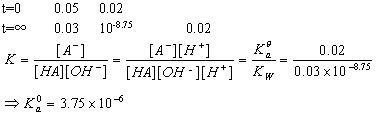 t=0 0.05 0.02
t=∞ 0.03 10^-8.75 0.02
K = [A⁻] / [HA][OH⁻] = [A⁻][H⁺] / [HA][OH⁻][H⁺] = K_a^θ / K_W = 0.02 / 0.03×10^-8.75
⇒ K_a^0 = 3.75×10^-6